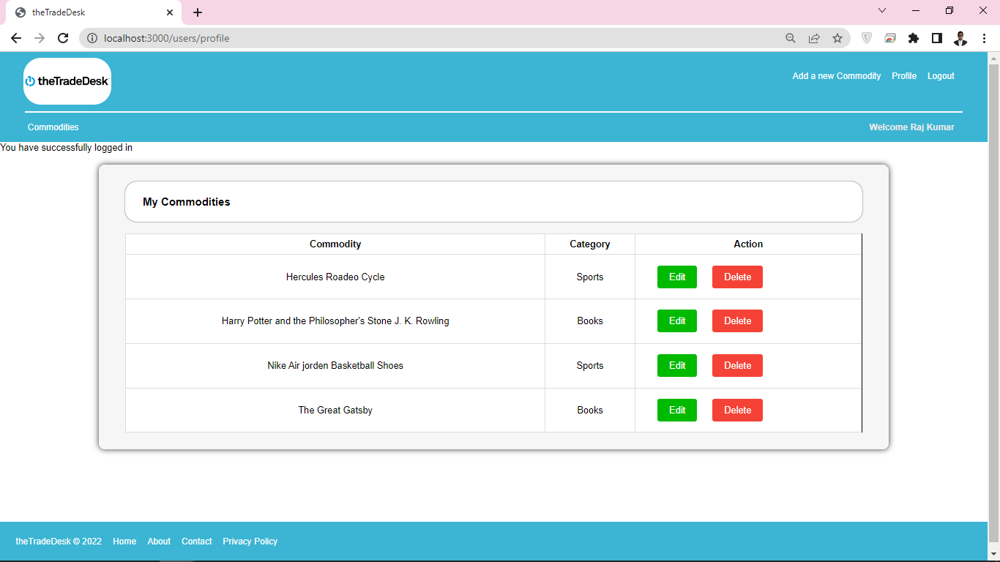 theTradeDesk
localhost:3000/users/profile
theTradeDesk
Add a new Commodity Profile Logout
Commodities Welcome Raj Kumar
You have successfully logged in
My Commodities
Commodity Category Action
Hercules Roadeo Cycle Sports Edit Delete
Harry Potter and the Philosopher's Stone J. K. Rowling Books Edit Delete
Nike Air jorden Basketball Shoes Sports Edit Delete
The Great Gatsby Books Edit Delete
theTradeDesk © 2022 Home About Contact Privacy Policy